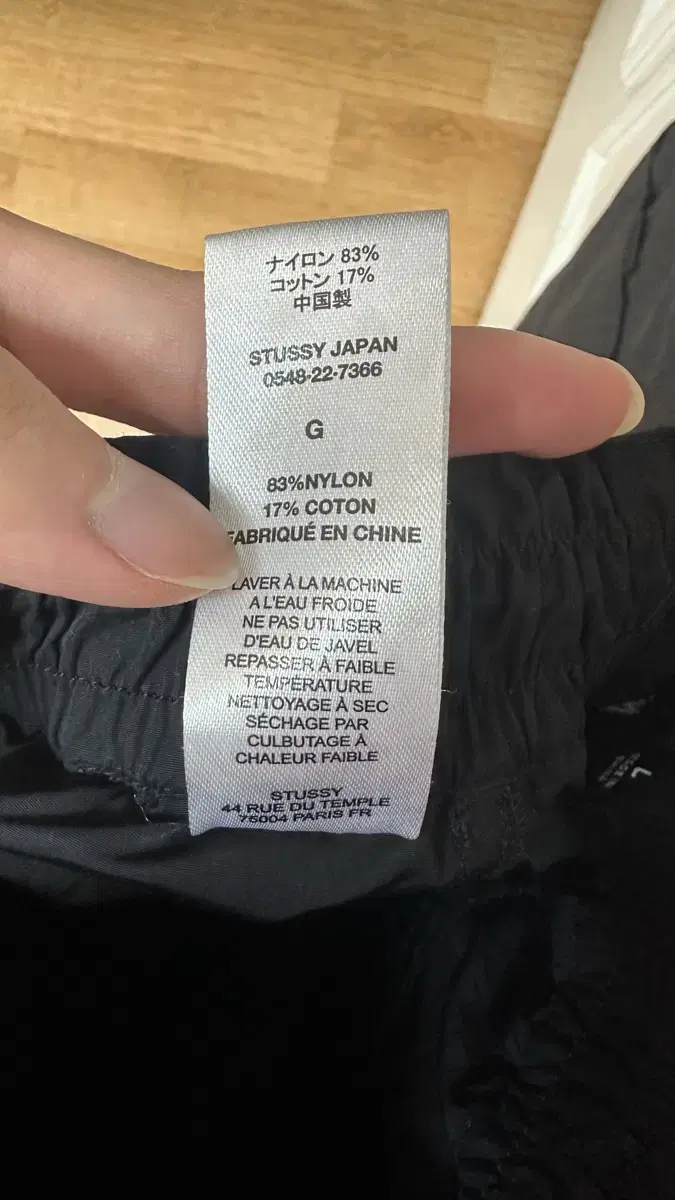 ナイロン 83%
コットン 17%
中国製
STUSSY JAPAN
0548-22-7366
G
83%NYLON
17% COTON
FABRIQUÉ EN CHINE
LAVER À LA MACHINE
A L'EAU FROIDE
NE PAS UTILISER
D'EAU DE JAVEL
REPASSER À FAIBLE
TEMPÉRATURE
NETTOYAGE À SEC
SÉCHAGE PAR
CULBUTAGE À
CHALEUR FAIBLE
STUSSY
44 RUE DU TEMPLE
75004 PARIS FR
L